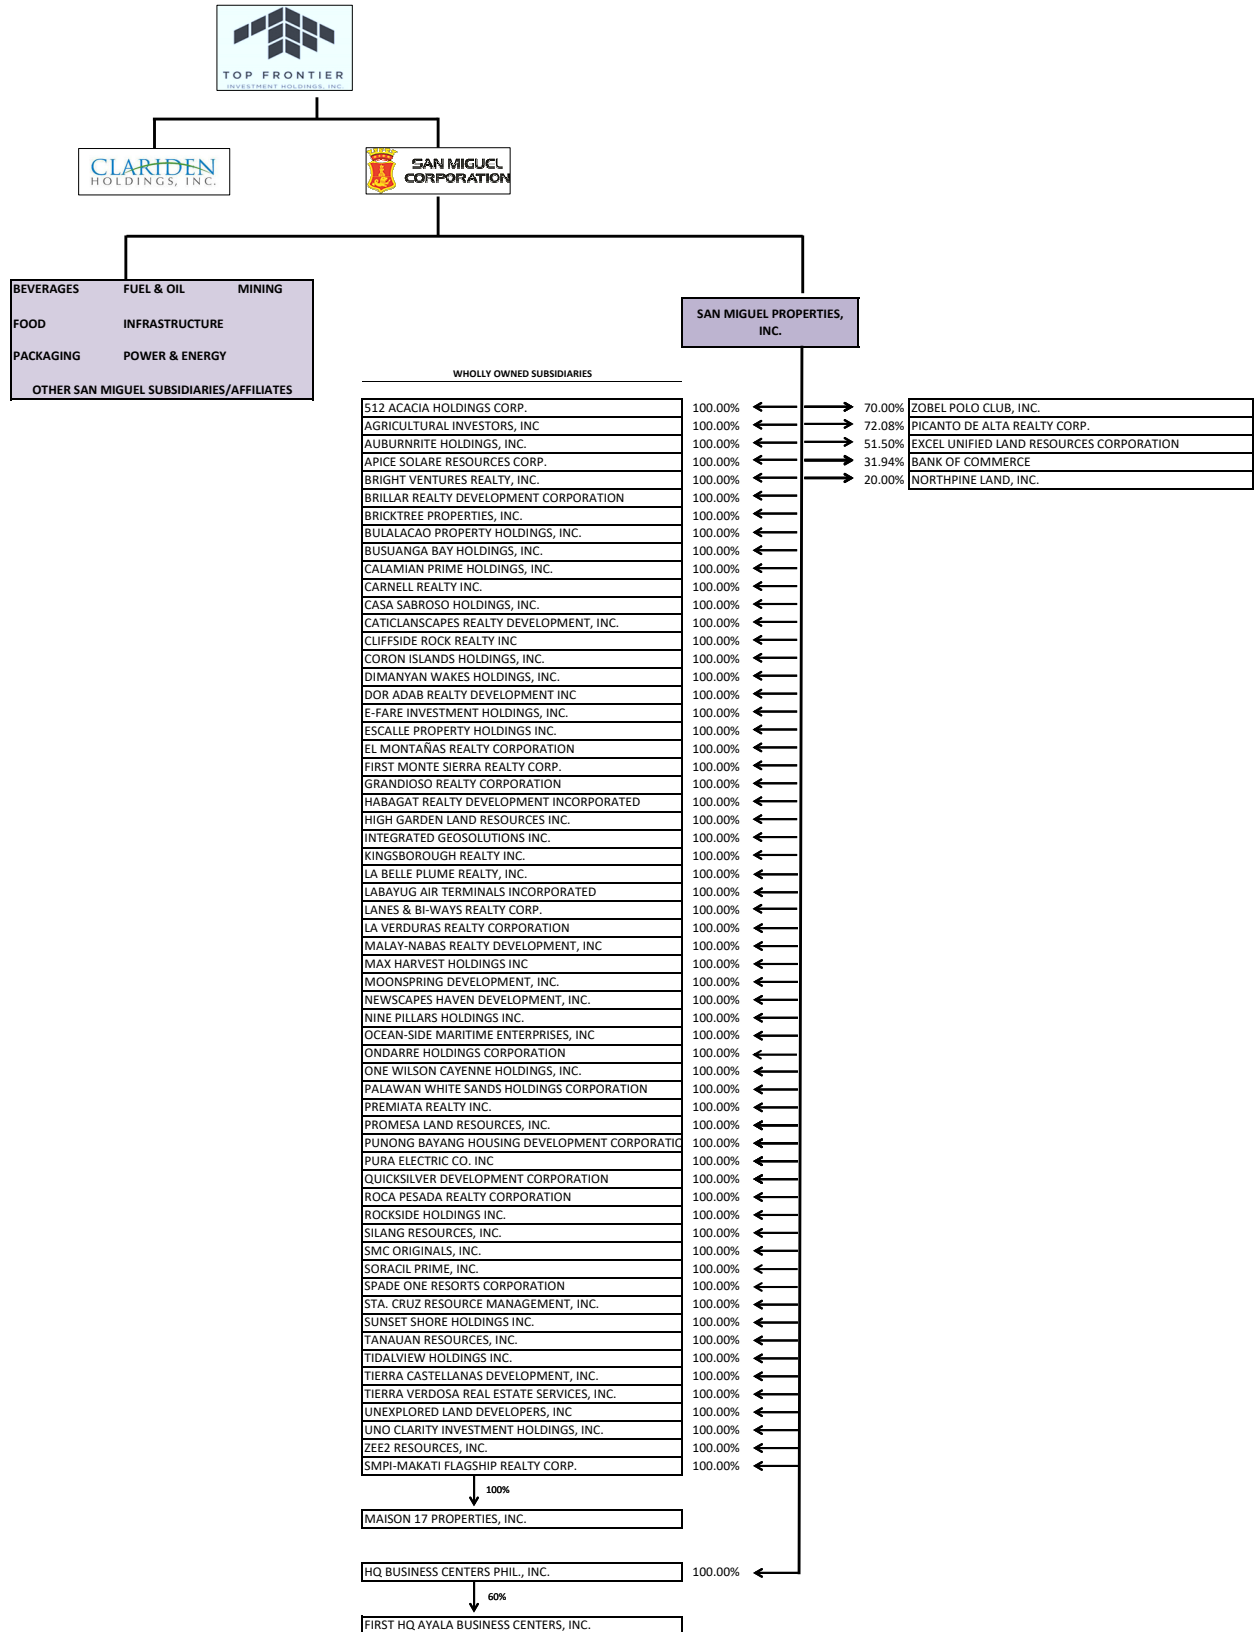 TOP FRONTIER
INVESTMENT HOLDINGS, INC.
CLARIDEN
HOLDINGS, INC.
SAN MIGUEL
CORPORATION
BEVERAGES FUEL & OIL MINING
FOOD INFRASTRUCTURE
PACKAGING POWER & ENERGY
OTHER SAN MIGUEL SUBSIDIARIES/AFFILIATES
SAN MIGUEL PROPERTIES,
INC.
WHOLLY OWNED SUBSIDIARIES
512 ACACIA HOLDINGS CORP. 100.00% 70.00% ZOBEL POLO CLUB, INC.
AGRICULTURAL INVESTORS, INC 100.00% 72.08% PICANTO DE ALTA REALTY CORP.
AUBURNRITE HOLDINGS, INC. 100.00% 51.50% EXCEL UNIFIED LAND RESOURCES CORPORATION
APICE SOLARE RESOURCES CORP. 100.00% 31.94% BANK OF COMMERCE
BRIGHT VENTURES REALTY, INC. 100.00% 20.00% NORTHPINE LAND, INC.
BRILLAR REALTY DEVELOPMENT CORPORATION 100.00%
BRICKTREE PROPERTIES, INC. 100.00%
BULALACAO PROPERTY HOLDINGS, INC. 100.00%
BUSUANGA BAY HOLDINGS, INC. 100.00%
CALAMIAN PRIME HOLDINGS, INC. 100.00%
CARNELL REALTY INC. 100.00%
CASA SABROSO HOLDINGS, INC. 100.00%
CATICLANSCAPES REALTY DEVELOPMENT, INC. 100.00%
CLIFFSIDE ROCK REALTY INC 100.00%
CORON ISLANDS HOLDINGS, INC. 100.00%
DIMANYAN WAKES HOLDINGS, INC. 100.00%
DOR ADAB REALTY DEVELOPMENT INC 100.00%
E-FARE INVESTMENT HOLDINGS, INC. 100.00%
ESCALLE PROPERTY HOLDINGS INC. 100.00%
EL MONTAÑAS REALTY CORPORATION 100.00%
FIRST MONTE SIERRA REALTY CORP. 100.00%
GRANDIOSO REALTY CORPORATION 100.00%
HABAGAT REALTY DEVELOPMENT INCORPORATED 100.00%
HIGH GARDEN LAND RESOURCES INC. 100.00%
INTEGRATED GEOSOLUTIONS INC. 100.00%
KINGSBOROUGH REALTY INC. 100.00%
LA BELLE PLUME REALTY, INC. 100.00%
LABAYUG AIR TERMINALS INCORPORATED 100.00%
LANES & BI-WAYS REALTY CORP. 100.00%
LA VERDURAS REALTY CORPORATION 100.00%
MALAY-NABAS REALTY DEVELOPMENT, INC 100.00%
MAX HARVEST HOLDINGS INC 100.00%
MOONSPRING DEVELOPMENT, INC. 100.00%
NEWSCAPES HAVEN DEVELOPMENT, INC. 100.00%
NINE PILLARS HOLDINGS INC. 100.00%
OCEAN-SIDE MARITIME ENTERPRISES, INC 100.00%
ONDARRE HOLDINGS CORPORATION 100.00%
ONE WILSON CAYENNE HOLDINGS, INC. 100.00%
PALAWAN WHITE SANDS HOLDINGS CORPORATION 100.00%
PREMIATA REALTY INC. 100.00%
PROMESA LAND RESOURCES, INC. 100.00%
PUNONG BAYANG HOUSING DEVELOPMENT CORPORATIO 100.00%
PURA ELECTRIC CO. INC 100.00%
QUICKSILVER DEVELOPMENT CORPORATION 100.00%
ROCA PESADA REALTY CORPORATION 100.00%
ROCKSIDE HOLDINGS INC. 100.00%
SILANG RESOURCES, INC. 100.00%
SMC ORIGINALS, INC. 100.00%
SORACIL PRIME, INC. 100.00%
SPADE ONE RESORTS CORPORATION 100.00%
STA. CRUZ RESOURCE MANAGEMENT, INC. 100.00%
SUNSET SHORE HOLDINGS INC. 100.00%
TANAUAN RESOURCES, INC. 100.00%
TIDALVIEW HOLDINGS INC. 100.00%
TIERRA CASTELLANAS DEVELOPMENT, INC. 100.00%
TIERRA VERDOSA REAL ESTATE SERVICES, INC. 100.00%
UNEXPLORED LAND DEVELOPERS, INC 100.00%
UNO CLARITY INVESTMENT HOLDINGS, INC. 100.00%
ZEE2 RESOURCES, INC. 100.00%
SMPI-MAKATI FLAGSHIP REALTY CORP. 100.00%
100%
MAISON 17 PROPERTIES, INC.
HQ BUSINESS CENTERS PHIL., INC. 100.00%
60%
FIRST HQ AYALA BUSINESS CENTERS, INC.